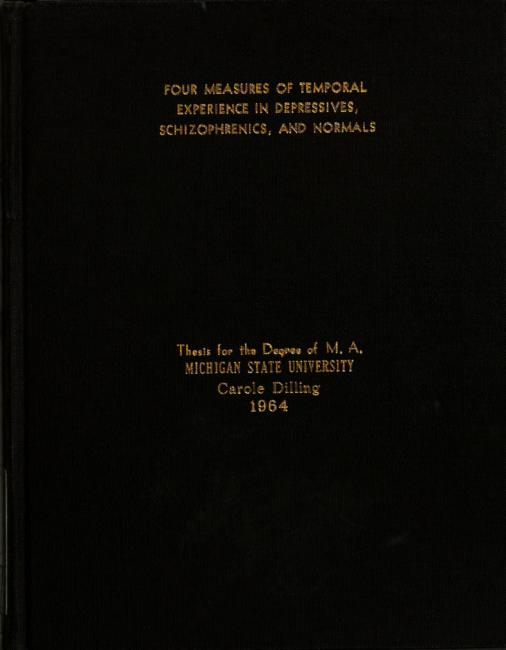 FOUR MEASURES OF TEMPORAL
EXPERIENCE IN DEPRESSIVES,
SCHIZOPHRENICS, AND NORMALS
Thesis for the Degree of M. A.
MICHIGAN STATE UNIVERSITY
Carole Dilling
1964